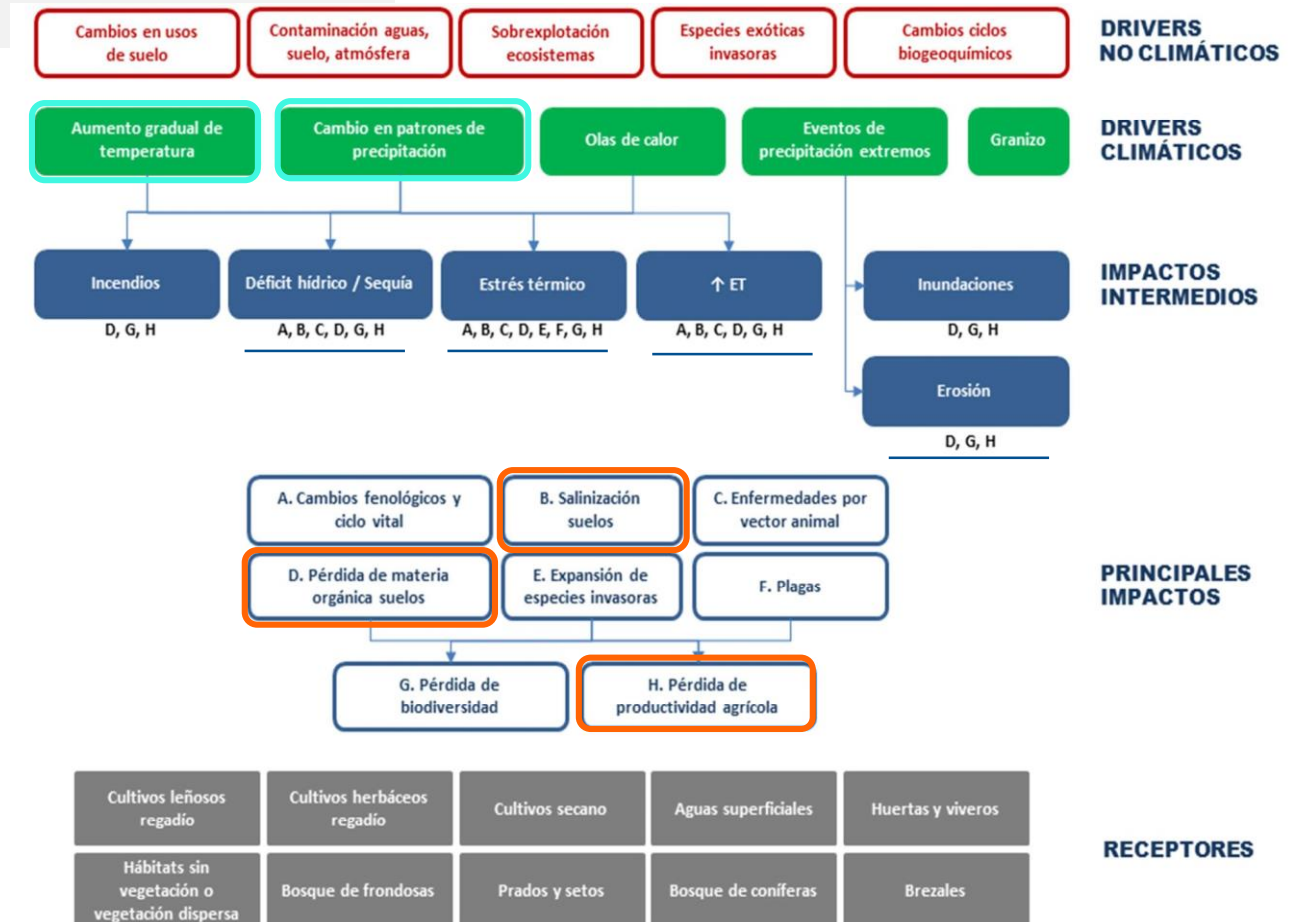 Cambios en usos
de suelo
Contaminación aguas,
suelo, atmósfera
Sobrexplotación
ecosistemas
Especies exóticas
invasoras
Cambios ciclos
biogeoquímicos
DRIVERS
NO CLIMÁTICOS
Aumento gradual de
temperatura
Cambio en patrones de
precipitación
Olas de calor
Eventos de
precipitación extremos
Granizo
DRIVERS
CLIMÁTICOS
Incendios
D, G, H
Déficit hídrico / Sequía
A, B, C, D, G, H
Estrés térmico
A, B, C, D, E, F, G, H
↑ ET
A, B, C, D, G, H
Inundaciones
D, G, H
IMPACTOS
INTERMEDIOS
Erosión
D, G, H
A. Cambios fenológicos y
ciclo vital
B. Salinización
suelos
C. Enfermedades por
vector animal
D. Pérdida de materia
orgánica suelos
E. Expansión de
especies invasoras
F. Plagas
PRINCIPALES
IMPACTOS
G. Pérdida de
biodiversidad
H. Pérdida de
productividad agrícola
Cultivos leñosos
regadío
Cultivos herbáceos
regadío
Cultivos secano
Aguas superficiales
Huertas y viveros
RECEPTORES
Hábitats sin
vegetación o
vegetación dispersa
Bosque de frondosas
Prados y setos
Bosque de coníferas
Brezales